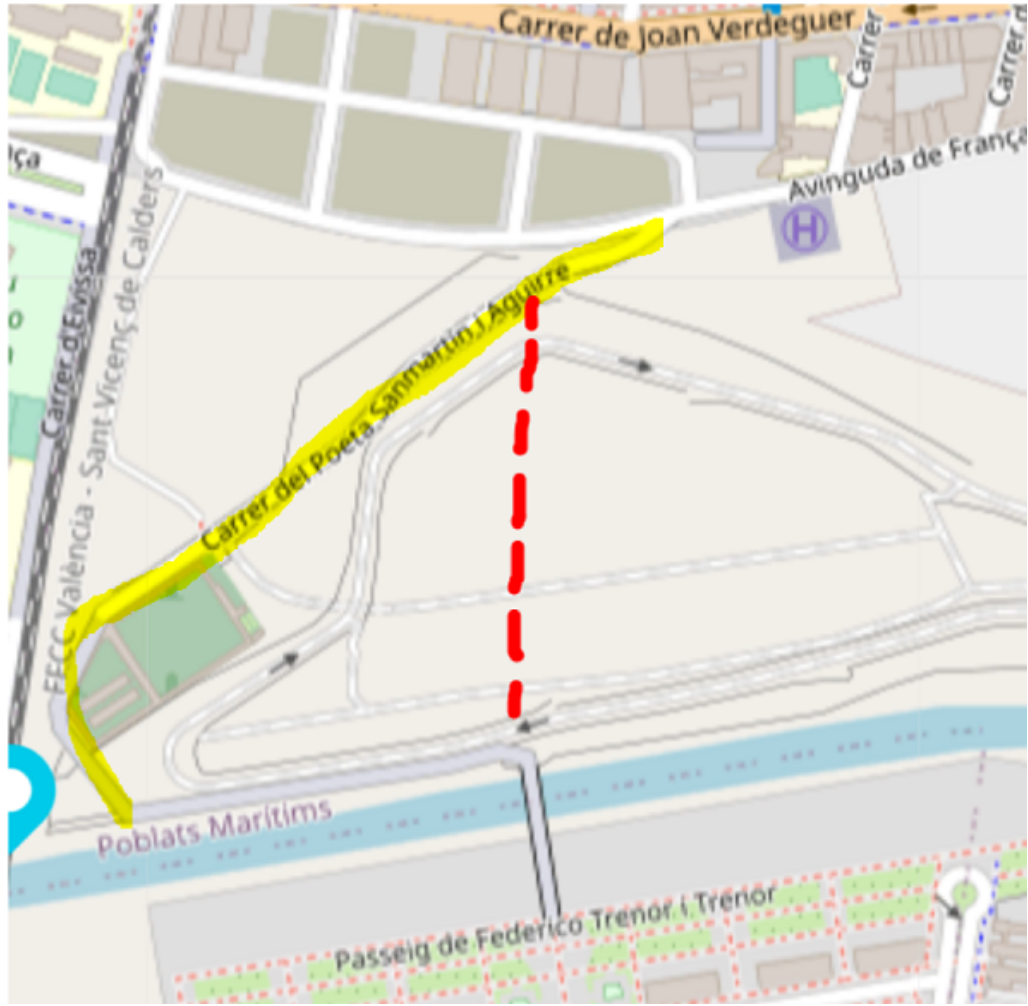 Carrer de Joan Verdeguer
Carrer
Carrer d
nça
Avinguda de França
H
Carrer d'Eivissa
FFCC València - Sant Vicenç de Calders
Carrer del Poeta Sanmartín i Aguirre
Poblats Marítims
Passeig de Federico Trenor i Trenor